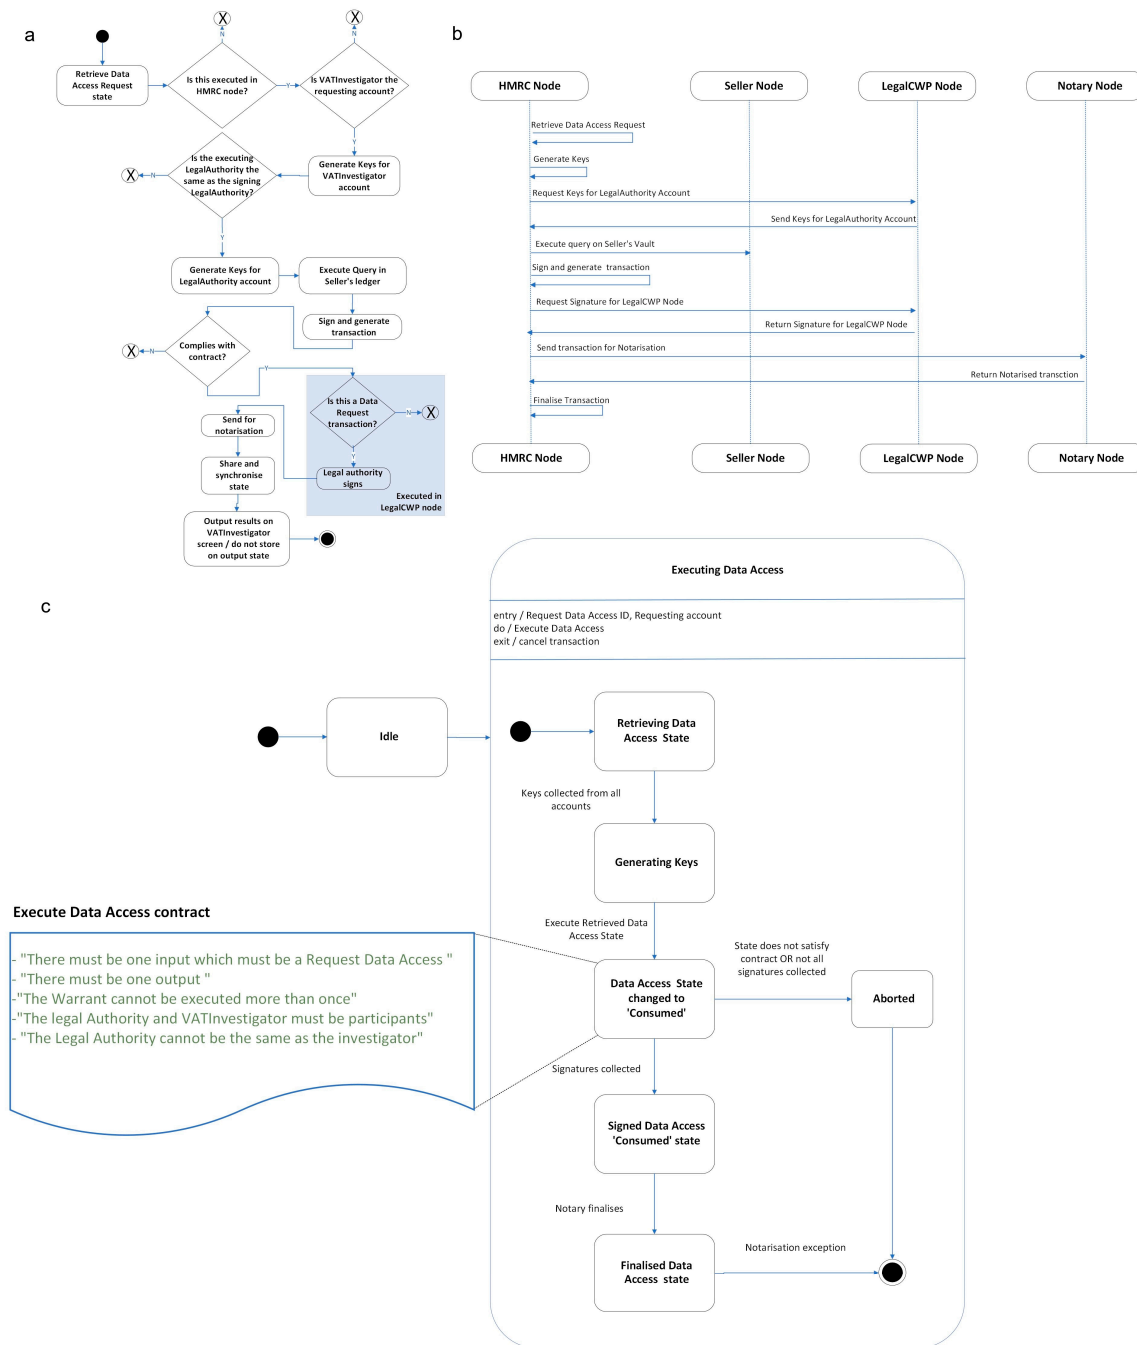 a
X
N
X
N
Retrieve Data
Access Request
state
Is this executed in
HMRC node?
Y
Is VATInvestigator the
requesting account?
Y
Is the executing
LegalAuthority the
same as the signing
LegalAuthority?
N
X
Generate Keys for
VATInvestigator
account
Y
Generate Keys for
LegalAuthority account
Execute Query in
Seller's ledger
Sign and generate
transaction
Complies with
contract?
N
X
Y
Is this a Data
Request
transaction?
N
X
Y
Legal authority
signs
Executed in
LegalCWP node
Send for
notarisation
Share and
synchronise
state
Output results on
VATInvestigator
screen / do not store
on output state
b
HMRC Node
Seller Node
LegalCWP Node
Notary Node
Retrieve Data Access Request
Generate Keys
Request Keys for LegalAuthority Account
Send Keys for LegalAuthority Account
Execute query on Seller's Vault
Sign and generate transaction
Request Signature for LegalCWP Node
Return Signature for LegalCWP Node
Send transaction for Notarisation
Return Notarised transction
Finalise Transaction
HMRC Node
Seller Node
LegalCWP Node
Notary Node
c
Executing Data Access
entry / Request Data Access ID, Requesting account
do / Execute Data Access
exit / cancel transaction
Idle
Retrieving Data
Access State
Keys collected from all
accounts
Generating Keys
Execute Retrieved Data
Access State
Data Access State
changed to
'Consumed'
State does not satisfy
contract OR not all
signatures collected
Aborted
Signatures collected
Signed Data Access
'Consumed' state
Notary finalises
Finalised Data
Access state
Notarisation exception
Execute Data Access contract
- "There must be one input which must be a Request Data Access "
- "There must be one output "
-"The Warrant cannot be executed more than once"
-"The legal Authority and VATInvestigator must be participants"
- "The Legal Authority cannot be the same as the investigator"